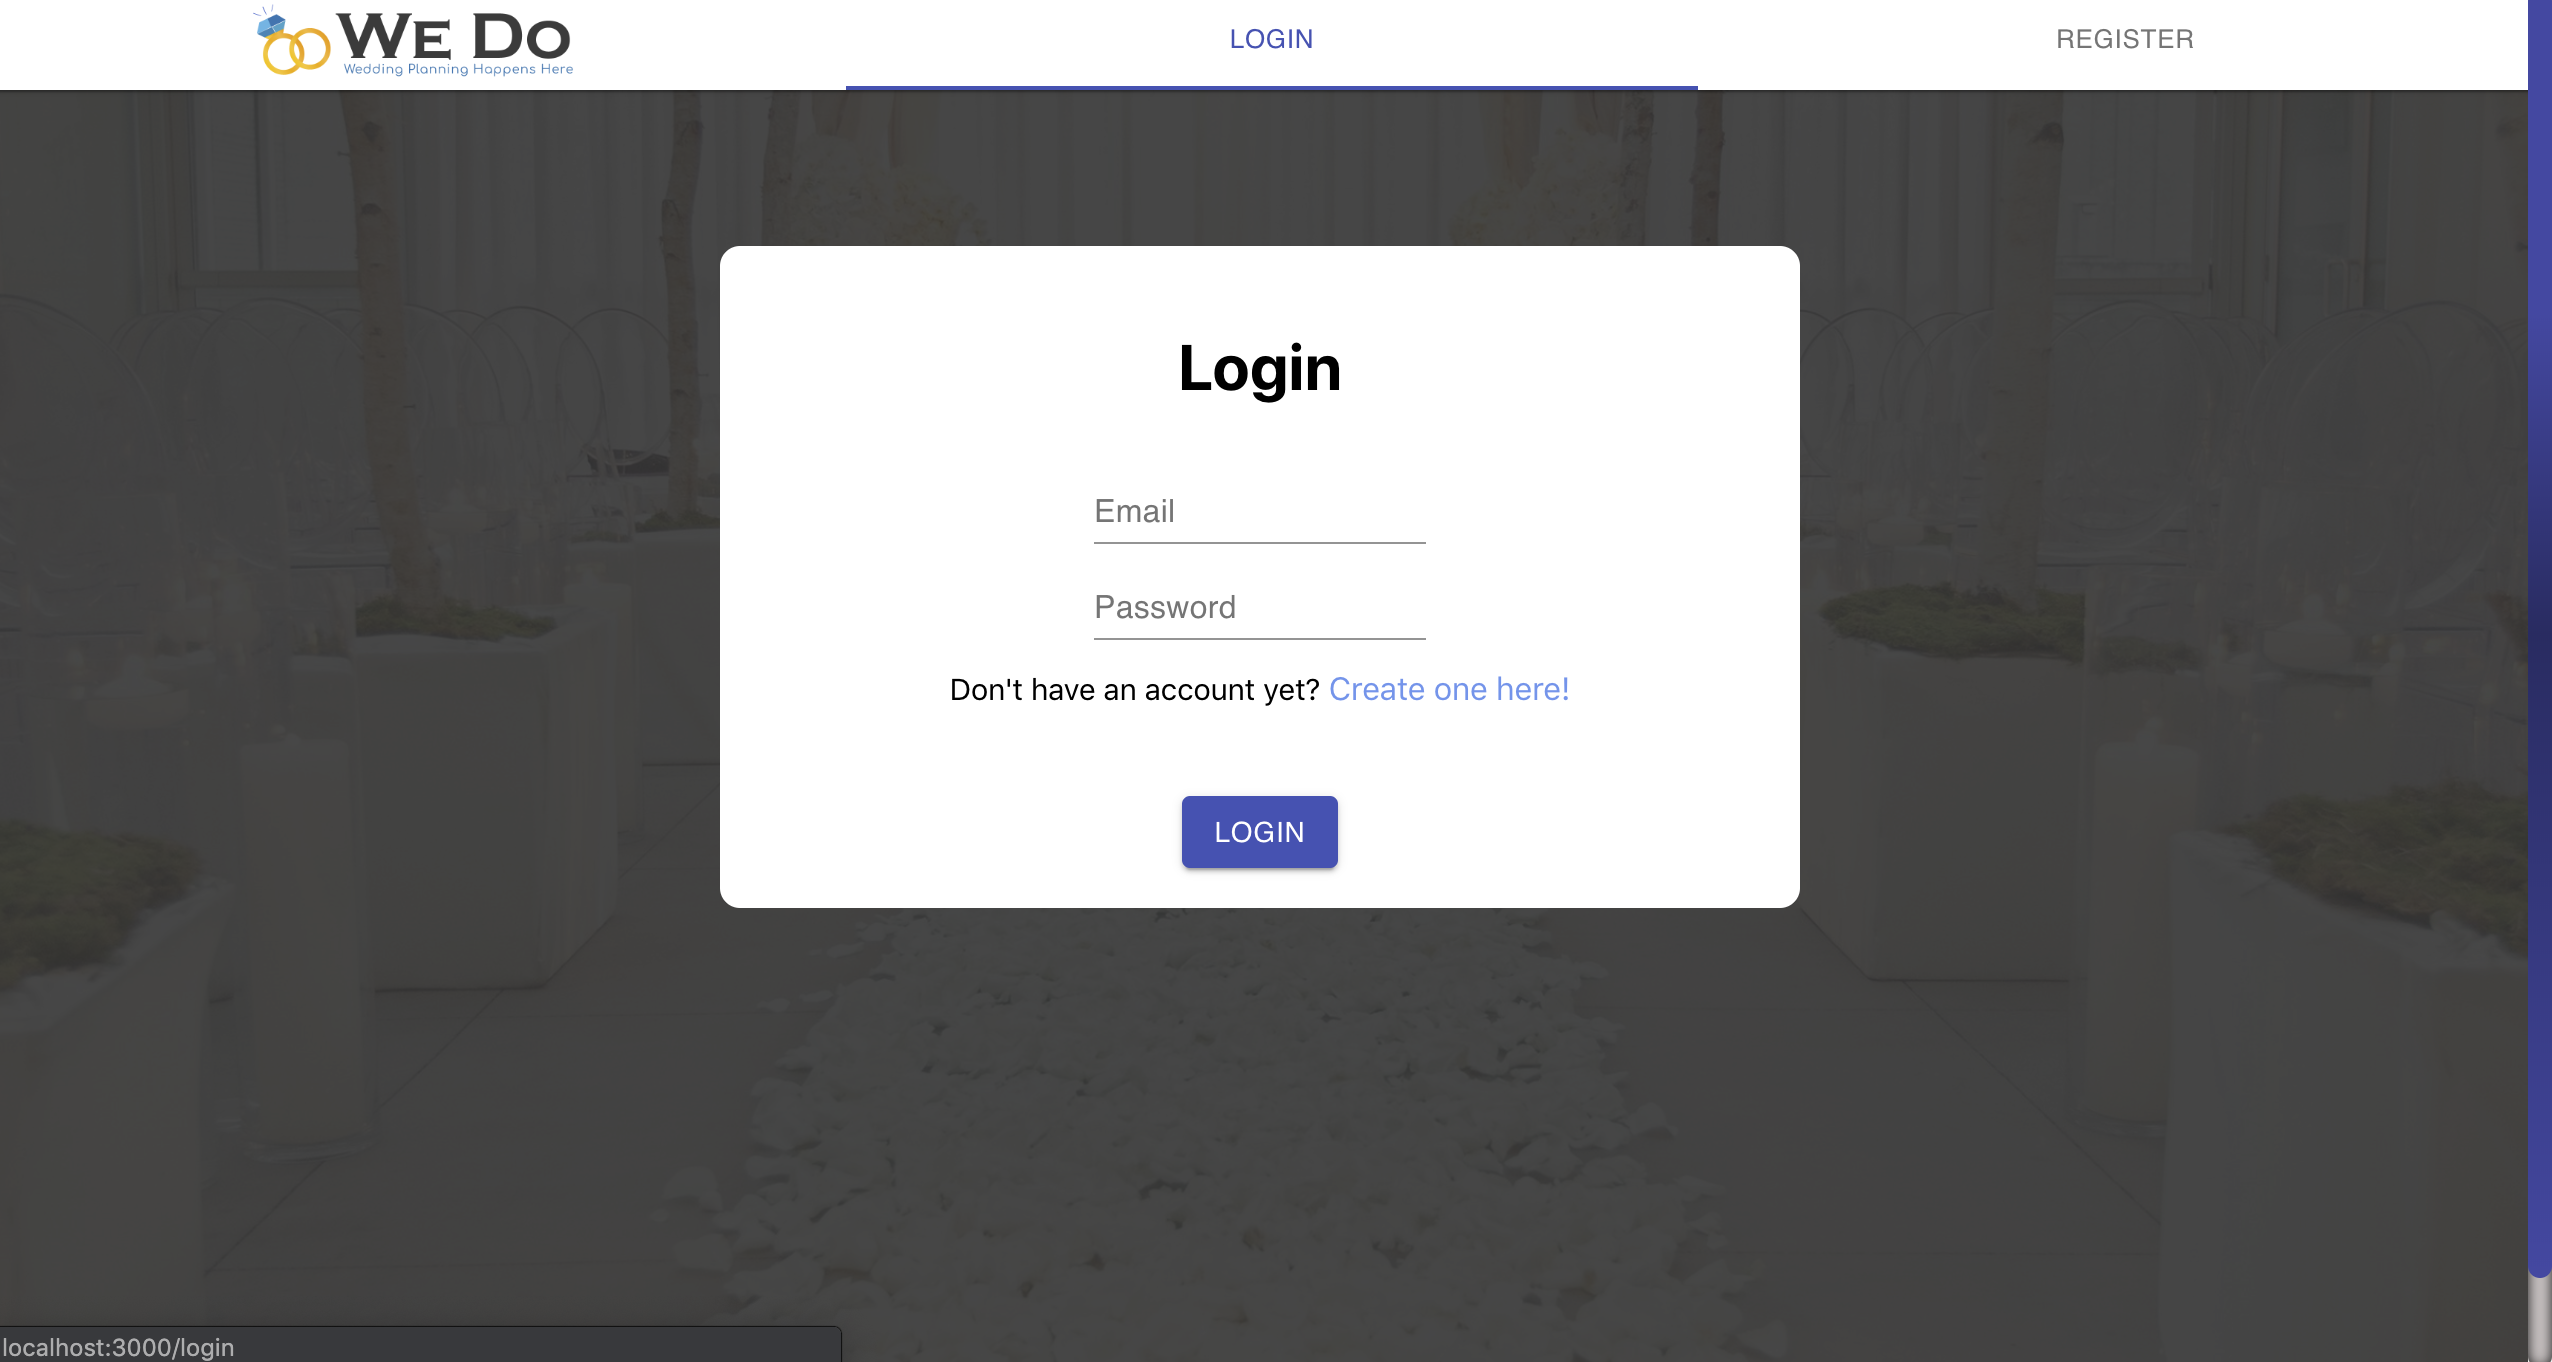 WE DO
Wedding Planning Happens Here
LOGIN
REGISTER
Login
Email
Password
Don't have an account yet? Create one here!
LOGIN
localhost:3000/login